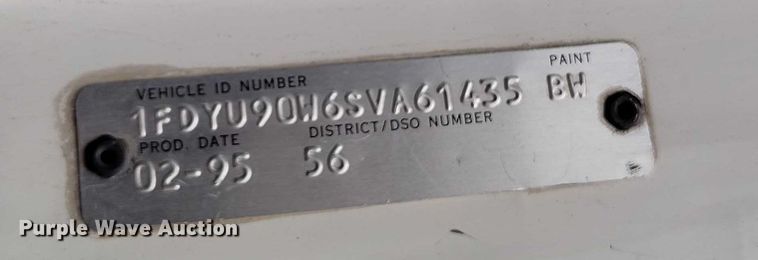 VEHICLE ID NUMBER PAINT
1FDYU90W6SVA61435 BW
PROD. DATE DISTRICT/DSO NUMBER
02-95 56
Purple Wave Auction